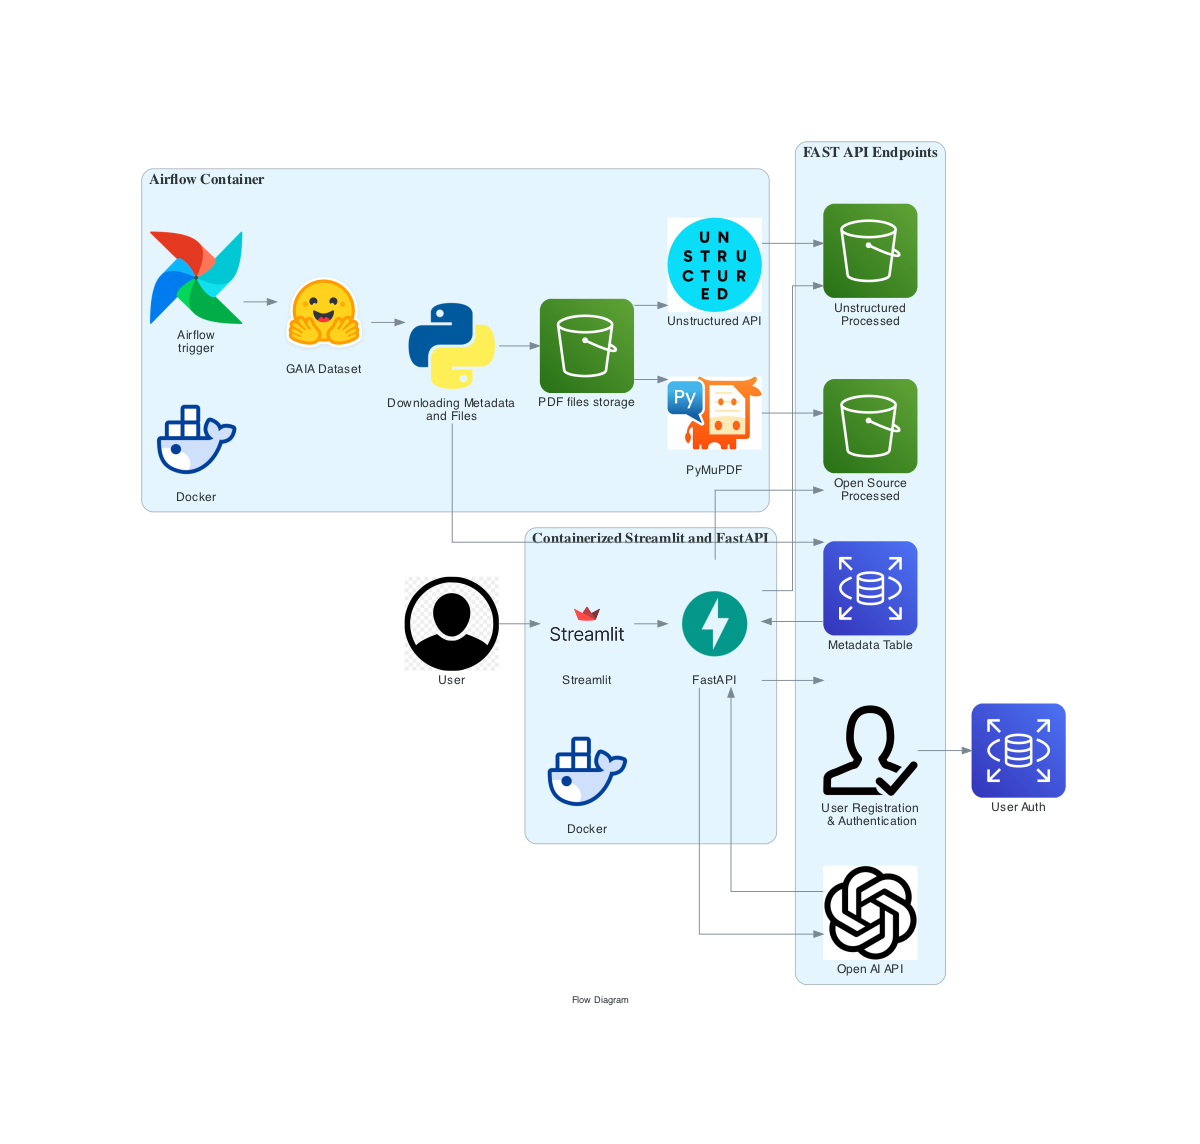 FAST API Endpoints
Airflow Container
UN
STRU
CTUR
ED
Unstructured API
Unstructured
Processed
Airflow
trigger
GAIA Dataset
Downloading Metadata
and Files
PDF files storage
Py
PyMuPDF
Open Source
Processed
Docker
Containerized Streamlit and FastAPI
Streamlit
User
Streamlit
FastAPI
Metadata Table
Docker
User Registration
& Authentication
User Auth
Open AI API
Flow Diagram